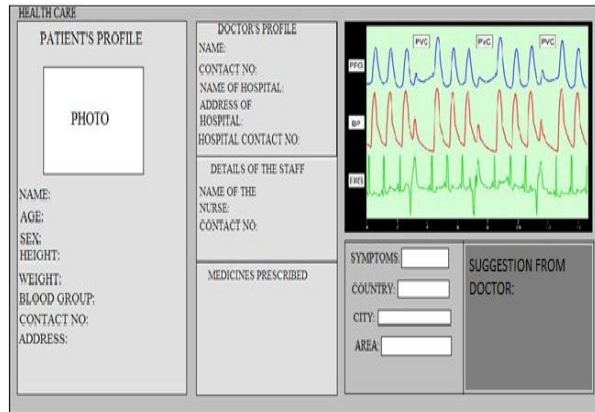 HEALTH CARE
PATIENT'S PROFILE
PHOTO
NAME:
AGE:
SEX:
HEIGHT:
WEIGHT:
BLOOD GROUP:
CONTACT NO:
ADDRESS:
DOCTOR'S PROFILE
NAME:
CONTACT NO:
NAME OF HOSPITAL:
ADDRESS OF
HOSPITAL:
HOSPITAL CONTACT NO:
DETAILS OF THE STAFF
NAME OF THE
NURSE:
CONTACT NO:
MEDICINES PRESCRIBED
PVC PVC PVC
BP
SYMPTOMS:
COUNTRY:
CITY:
AREA:
SUGGESTION FROM
DOCTOR: